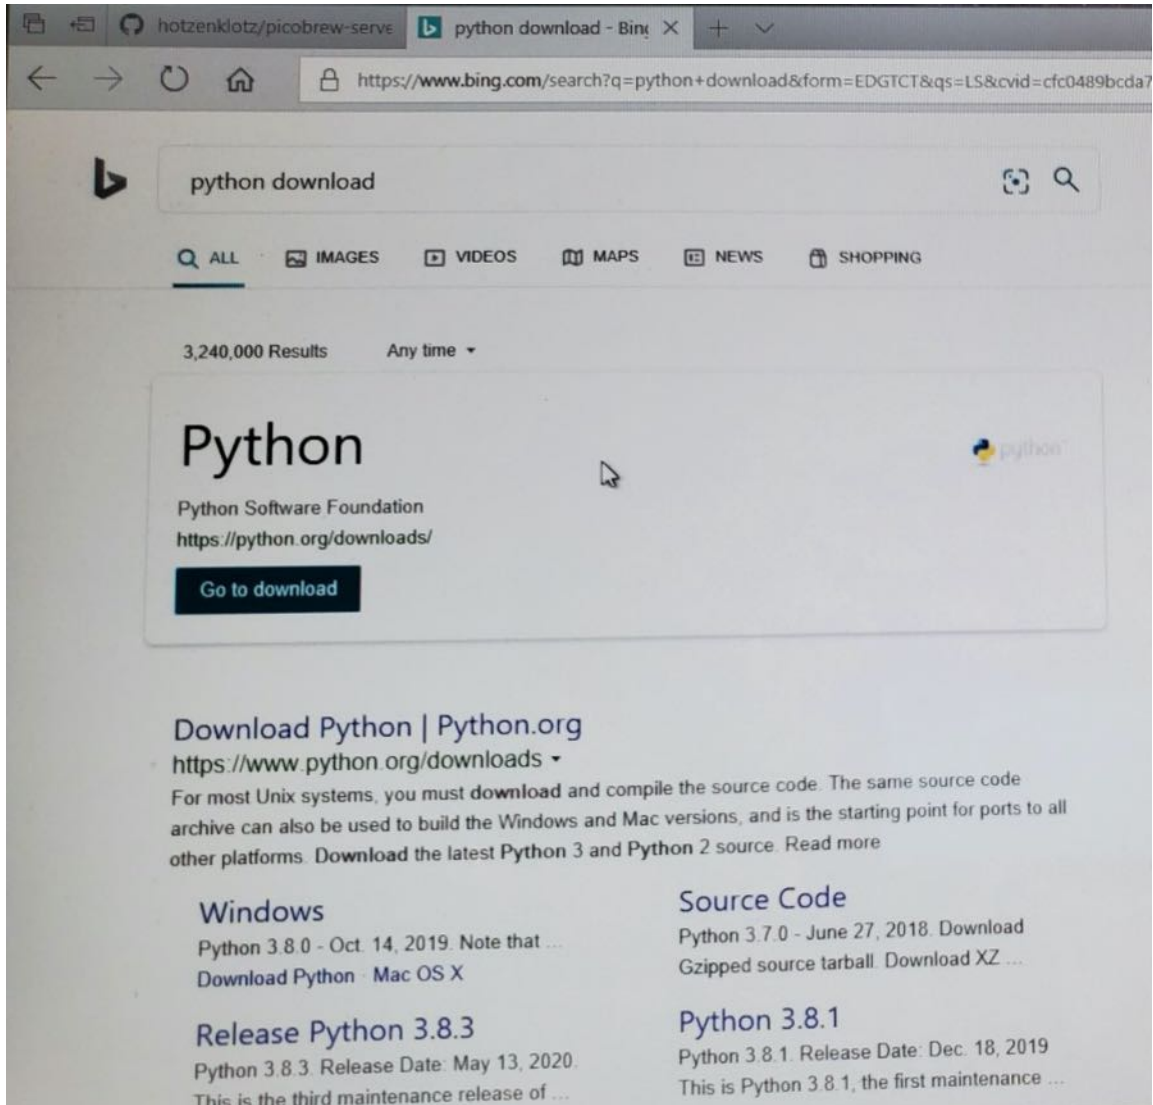 hotzenklotz/picobrew-serve
python download - Bing
https://www.bing.com/search?q=python+download&form=EDGTCT&qs=LS&cvid=cfc0489bcda7
python download
ALL IMAGES VIDEOS MAPS NEWS SHOPPING
3,240,000 Results Any time
Python
python
Python Software Foundation
https://python.org/downloads/
Go to download
Download Python | Python.org
https://www.python.org/downloads
For most Unix systems, you must download and compile the source code. The same source code
archive can also be used to build the Windows and Mac versions, and is the starting point for ports to all
other platforms. Download the latest Python 3 and Python 2 source. Read more
Windows
Python 3.8.0 - Oct. 14, 2019. Note that ...
Download Python · Mac OS X
Source Code
Python 3.7.0 - June 27, 2018. Download
Gzipped source tarball. Download XZ ...
Release Python 3.8.3
Python 3.8.3. Release Date: May 13, 2020.
This is the third maintenance release of ...
Python 3.8.1
Python 3.8.1. Release Date: Dec. 18, 2019
This is Python 3.8.1, the first maintenance ...